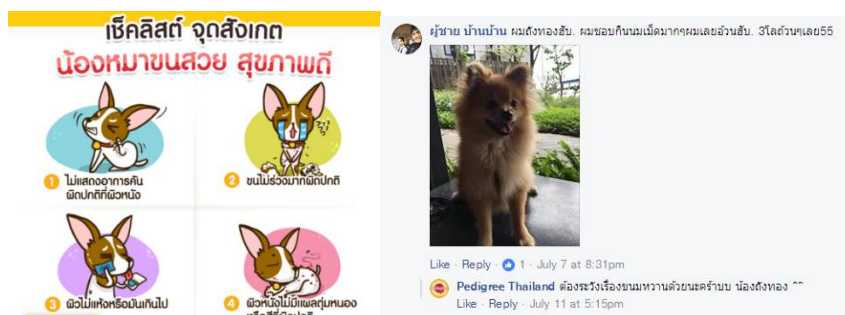 เช็คลิสต์ จุดสังเกต
น้องหมาขนสวย สุขภาพดี
1 ไม่แสดงอาการคัน
ผิดปกติที่ผิวหนัง
2 ขนไม่ร่วงมากผิดปกติ
3 ผิวไม่แห้งหรือมันเกินไป
4 ผิวหนังไม่มีแผลตุ่มหนอง
ผู้ชาย บ้านบ้าน ผมถังทองฮับ. ผมชอบกินนมเม็ดมากๆผมเลยอ้วนฮับ. 3โลถ้วนๆเลย55
Like · Reply · 1 · July 7 at 8:31pm
Pedigree Thailand ต้องระวังเรื่องขนมหวานด้วยนะคร้าบบ น้องถังทอง ^^
Like · Reply · July 11 at 5:15pm